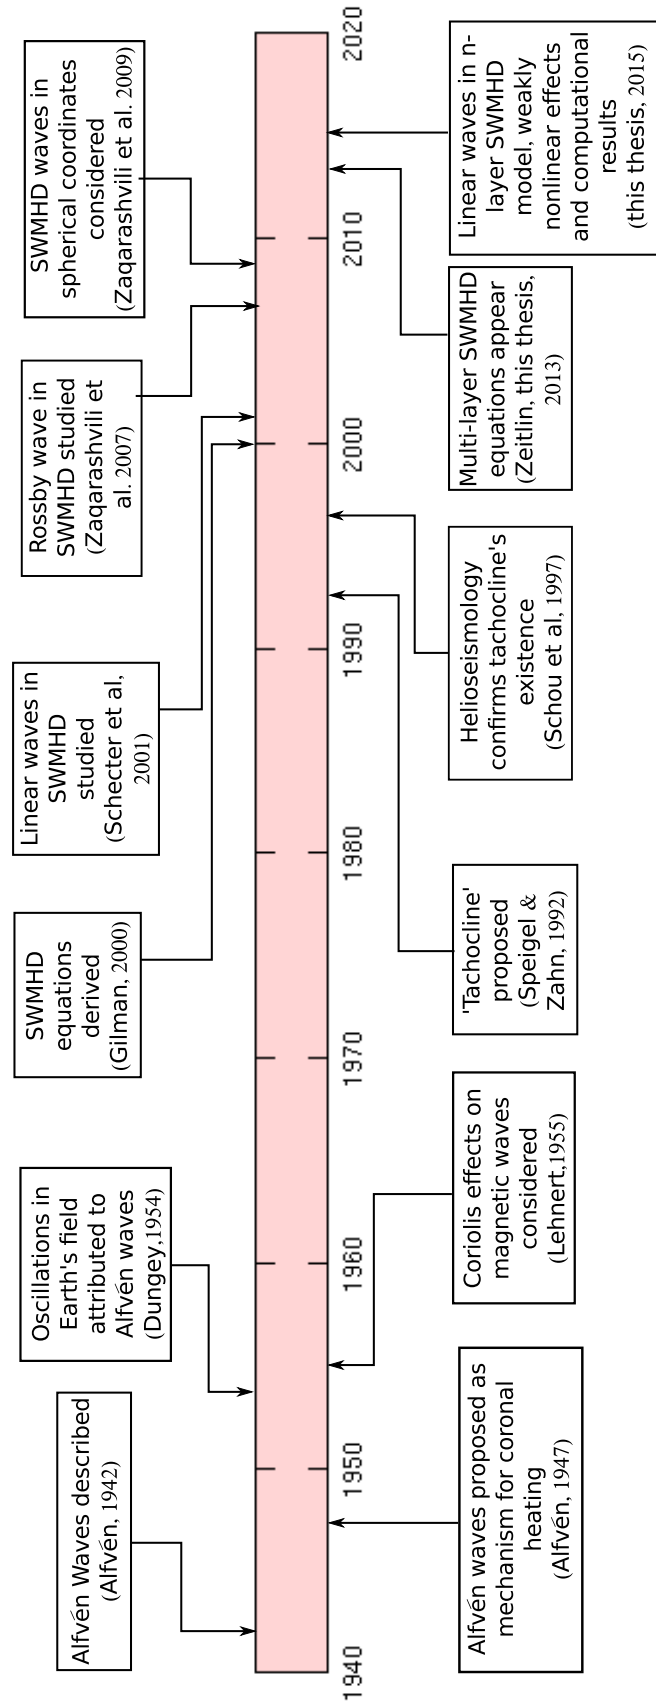 Alfvén Waves described
(Alfvén, 1942)
Oscillations in
Earth's field
attributed to
Alfvén waves
(Dungey,1954)
SWMHD
equations
derived
(Gilman, 2000)
Linear waves in
SWMHD
studied
(Schecter et al,
2001)
Rossby wave in
SWMHD studied
(Zaqarashvili et
al. 2007)
SWMHD waves in
spherical coordinates
considered
(Zaqarashvili et al. 2009)
1940
1950
1960
1970
1980
1990
2000
2010
2020
Alfvén waves proposed as
mechanism for coronal
heating
(Alfvén, 1947)
Coriolis effects on
magnetic waves
considered
(Lehnert,1955)
'Tachocline'
proposed
(Speigel &
Zahn, 1992)
Helioseismology
confirms tachocline's
existence
(Schou et al, 1997)
Multi-layer SWMHD
equations appear
(Zeitlin, this thesis,
2013)
Linear waves in n-
layer SWMHD
model, weakly
nonlinear effects
and computational
results
(this thesis, 2015)